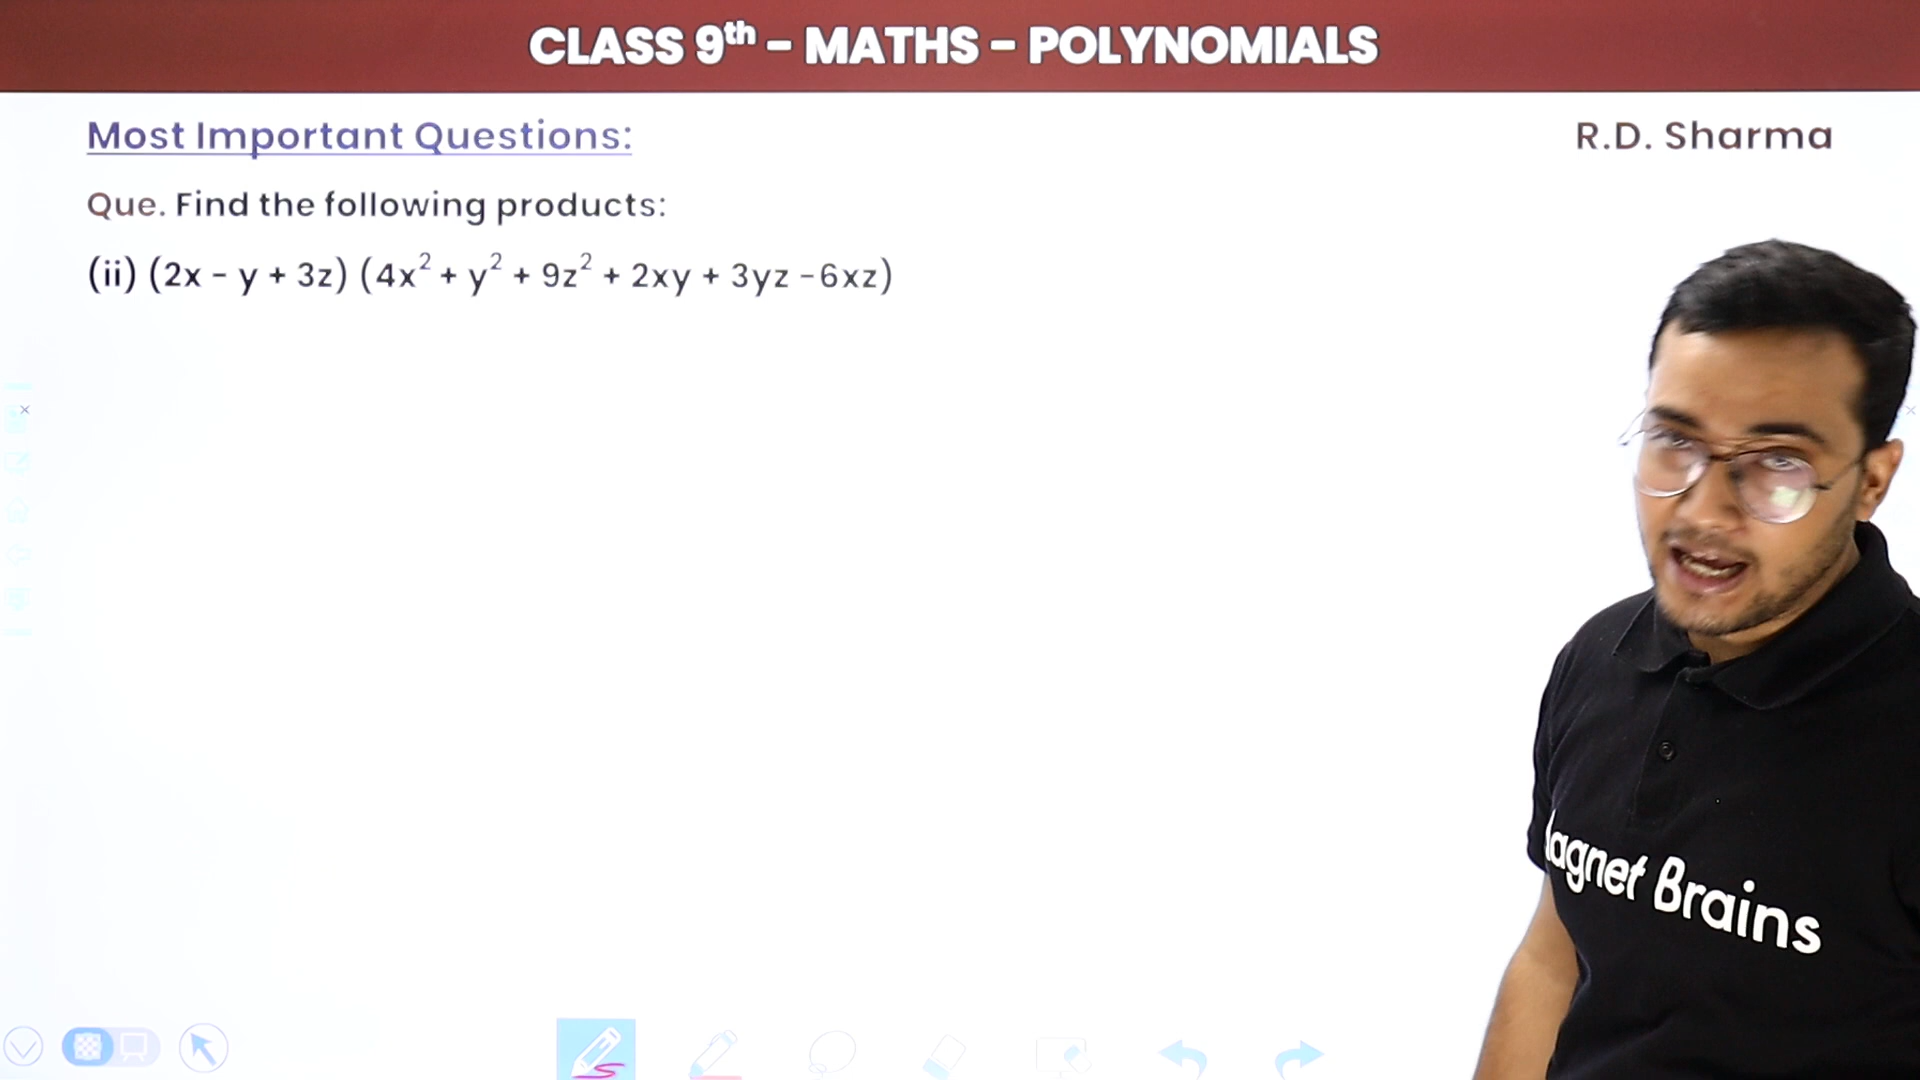 CLASS 9th – MATHS – POLYNOMIALS
Most Important Questions:
R.D. Sharma
Que. Find the following products:
(ii) (2x - y + 3z) (4x² + y² + 9z² + 2xy + 3yz - 6xz)
Brains